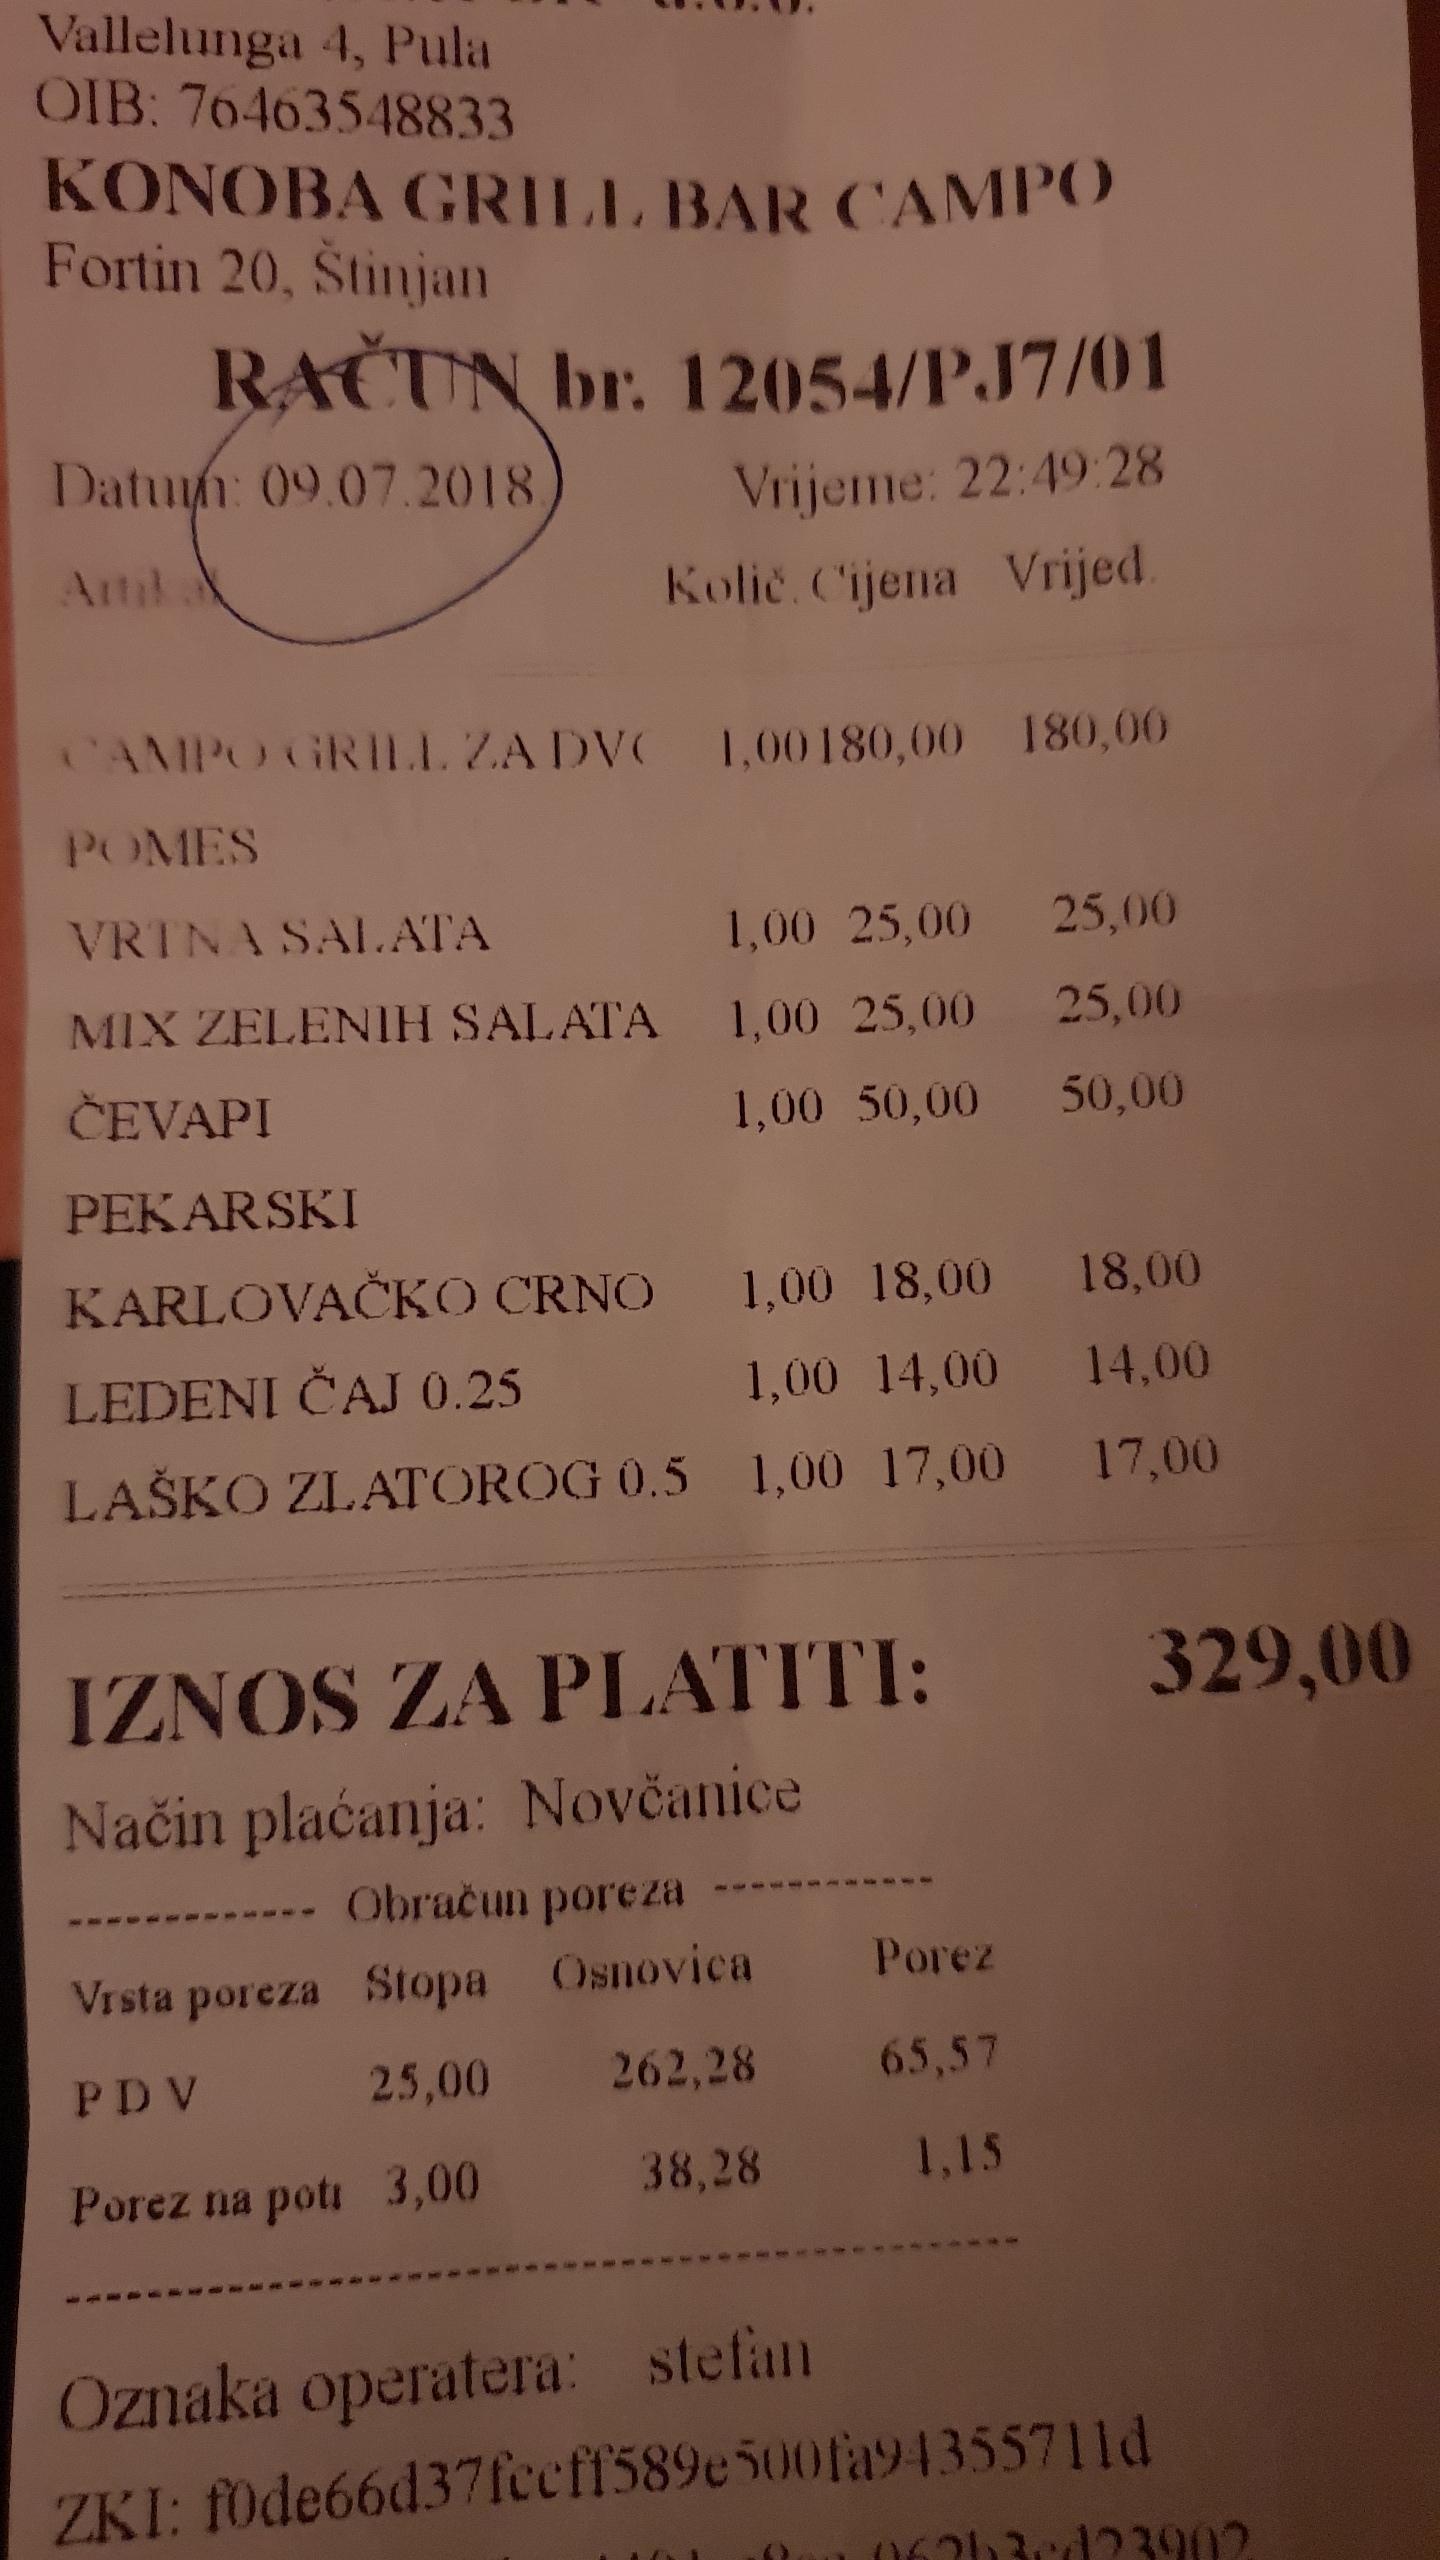 d.o.o.
Vallelunga 4, Pula
OIB: 76463548833
KONOBA GRILL BAR CAMPO
Fortin 20, Štinjan
RAČUN br. 12054/PJ7/01
Datum: 09.07.2018. Vrijeme: 22:49:28
Artikal Količ. Cijena Vrijed.
CAMPO GRILL ZA DVO 1,00 180,00 180,00
POMES
VRTNA SALATA 1,00 25,00 25,00
MIX ZELENIH SALATA 1,00 25,00 25,00
ČEVAPI 1,00 50,00 50,00
PEKARSKI
KARLOVAČKO CRNO 1,00 18,00 18,00
LEDENI ČAJ 0.25 1,00 14,00 14,00
LAŠKO ZLATOROG 0.5 1,00 17,00 17,00
IZNOS ZA PLATITI: 329,00
Način plaćanja: Novčanice
------------- Obračun poreza ------------
Vrsta poreza Stopa Osnovica Porez
P D V 25,00 262,28 65,57
Porez na potr 3,00 38,28 1,15
Oznaka operatera: stefan
ZKI: f0de66d37fccff589e500fa94355711d